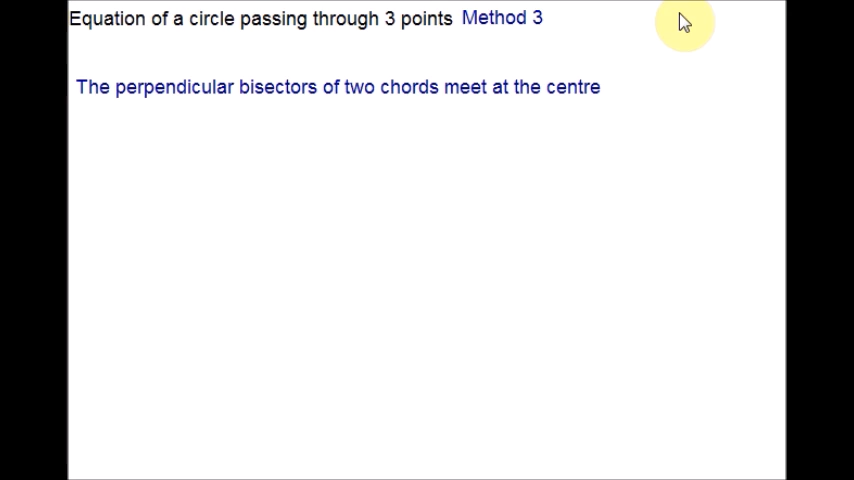 Equation of a circle passing through 3 points Method 3
The perpendicular bisectors of two chords meet at the centre